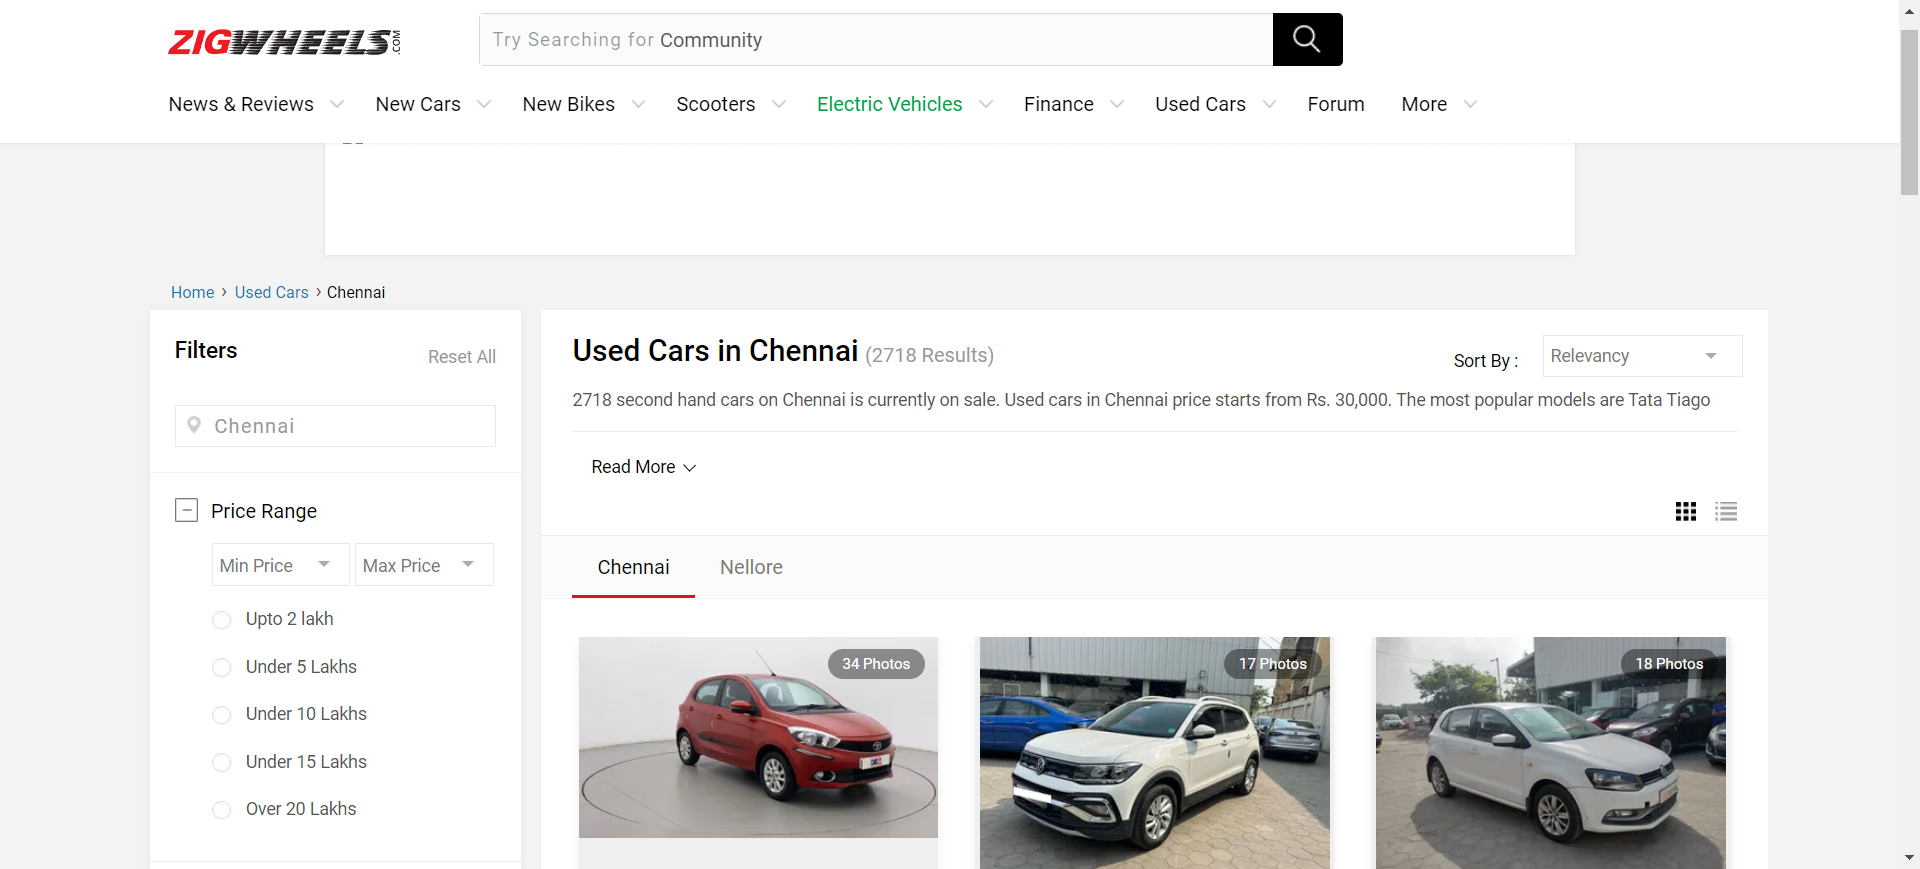 ZIGWHEELS.COM
Try Searching for Community
News & Reviews New Cars New Bikes Scooters Electric Vehicles Finance Used Cars Forum More
Home › Used Cars › Chennai
Filters
Reset All
Chennai
Price Range
Min Price Max Price
Upto 2 lakh
Under 5 Lakhs
Under 10 Lakhs
Under 15 Lakhs
Over 20 Lakhs
Used Cars in Chennai (2718 Results)
Sort By : Relevancy
2718 second hand cars on Chennai is currently on sale. Used cars in Chennai price starts from Rs. 30,000. The most popular models are Tata Tiago
Read More
Chennai Nellore
34 Photos
17 Photos
18 Photos